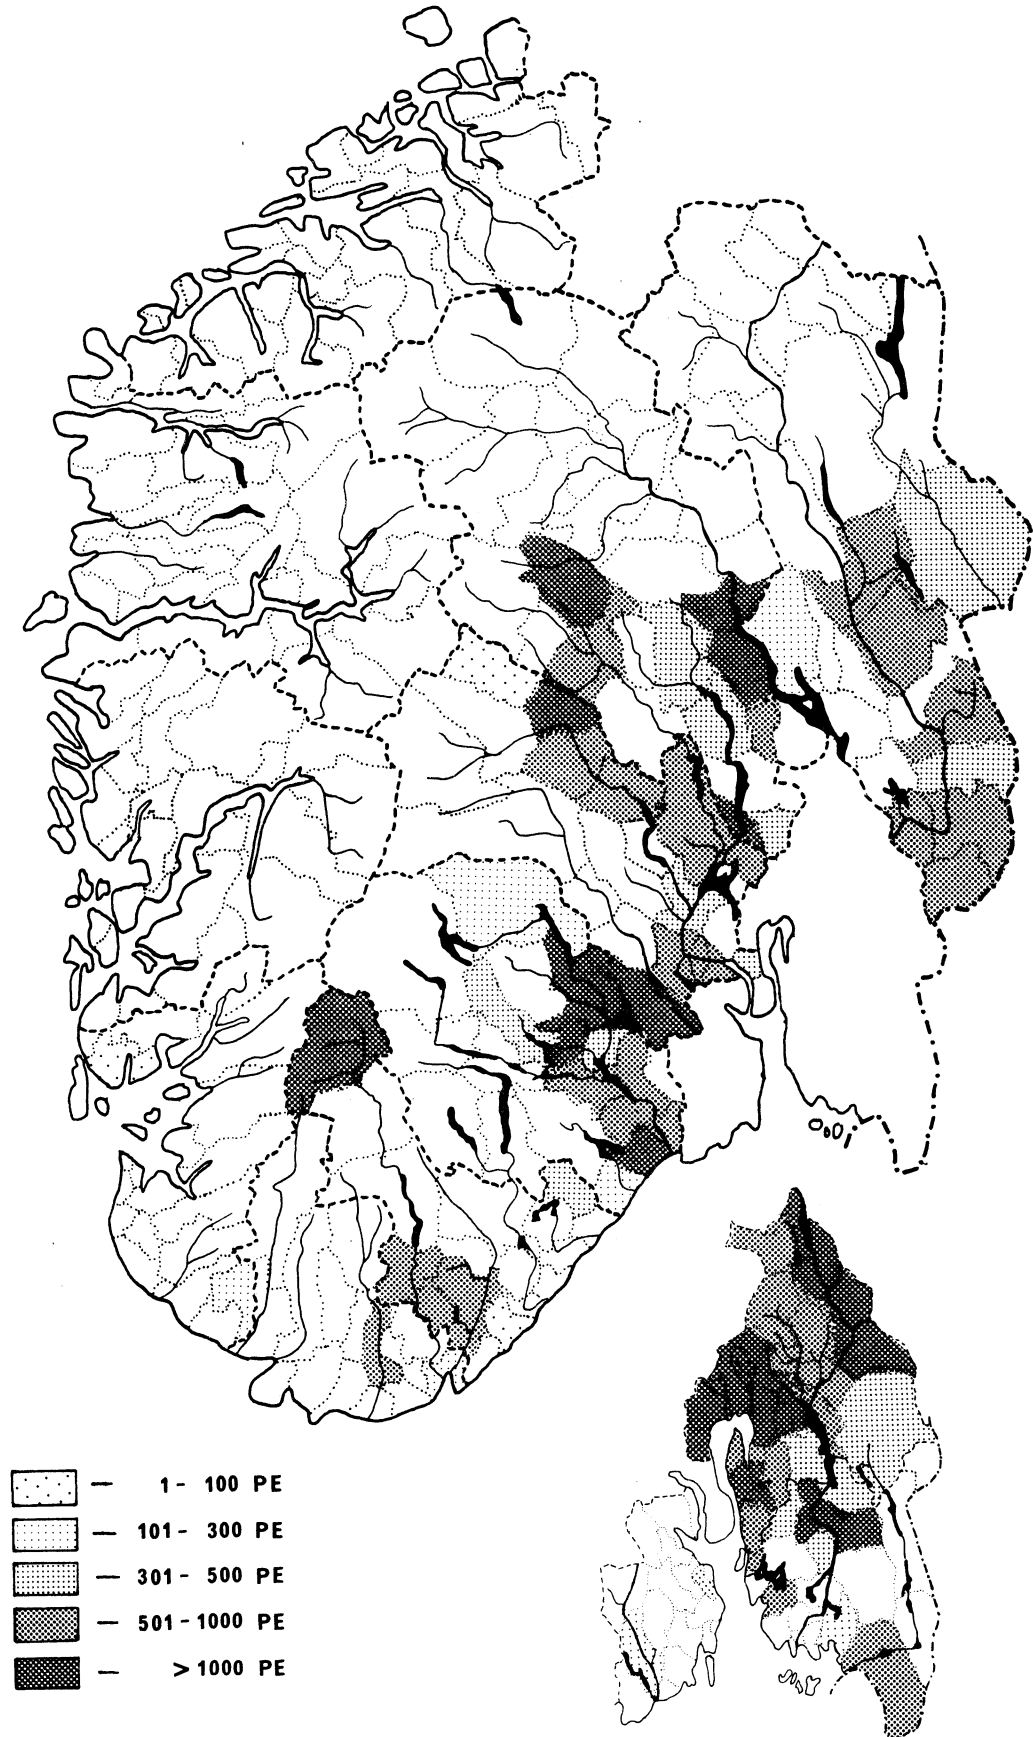 — 1 - 100 PE
— 101 - 300 PE
— 301 - 500 PE
— 501 - 1000 PE
— > 1000 PE